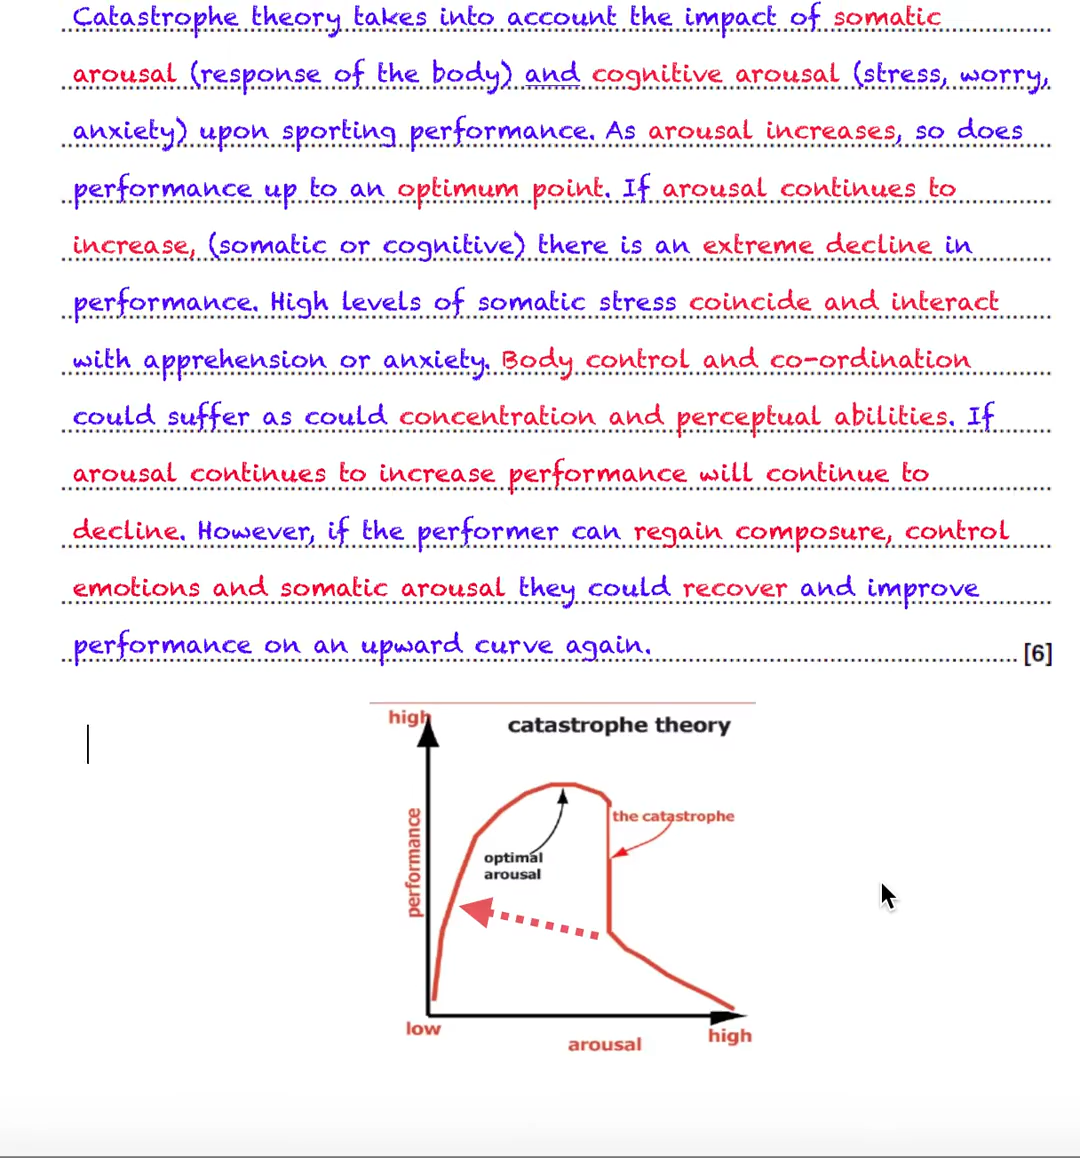 Catastrophe theory takes into account the impact of somatic
arousal (response of the body) and cognitive arousal (stress, worry,
anxiety) upon sporting performance. As arousal increases, so does
performance up to an optimum point. If arousal continues to
increase, (somatic or cognitive) there is an extreme decline in
performance. High levels of somatic stress coincide and interact
with apprehension or anxiety. Body control and co-ordination
could suffer as could concentration and perceptual abilities. If
arousal continues to increase performance will continue to
decline. However, if the performer can regain composure, control
emotions and somatic arousal they could recover and improve
performance on an upward curve again.
[6]
high
catastrophe theory
performance
the catastrophe
optimal
arousal
low
arousal
high